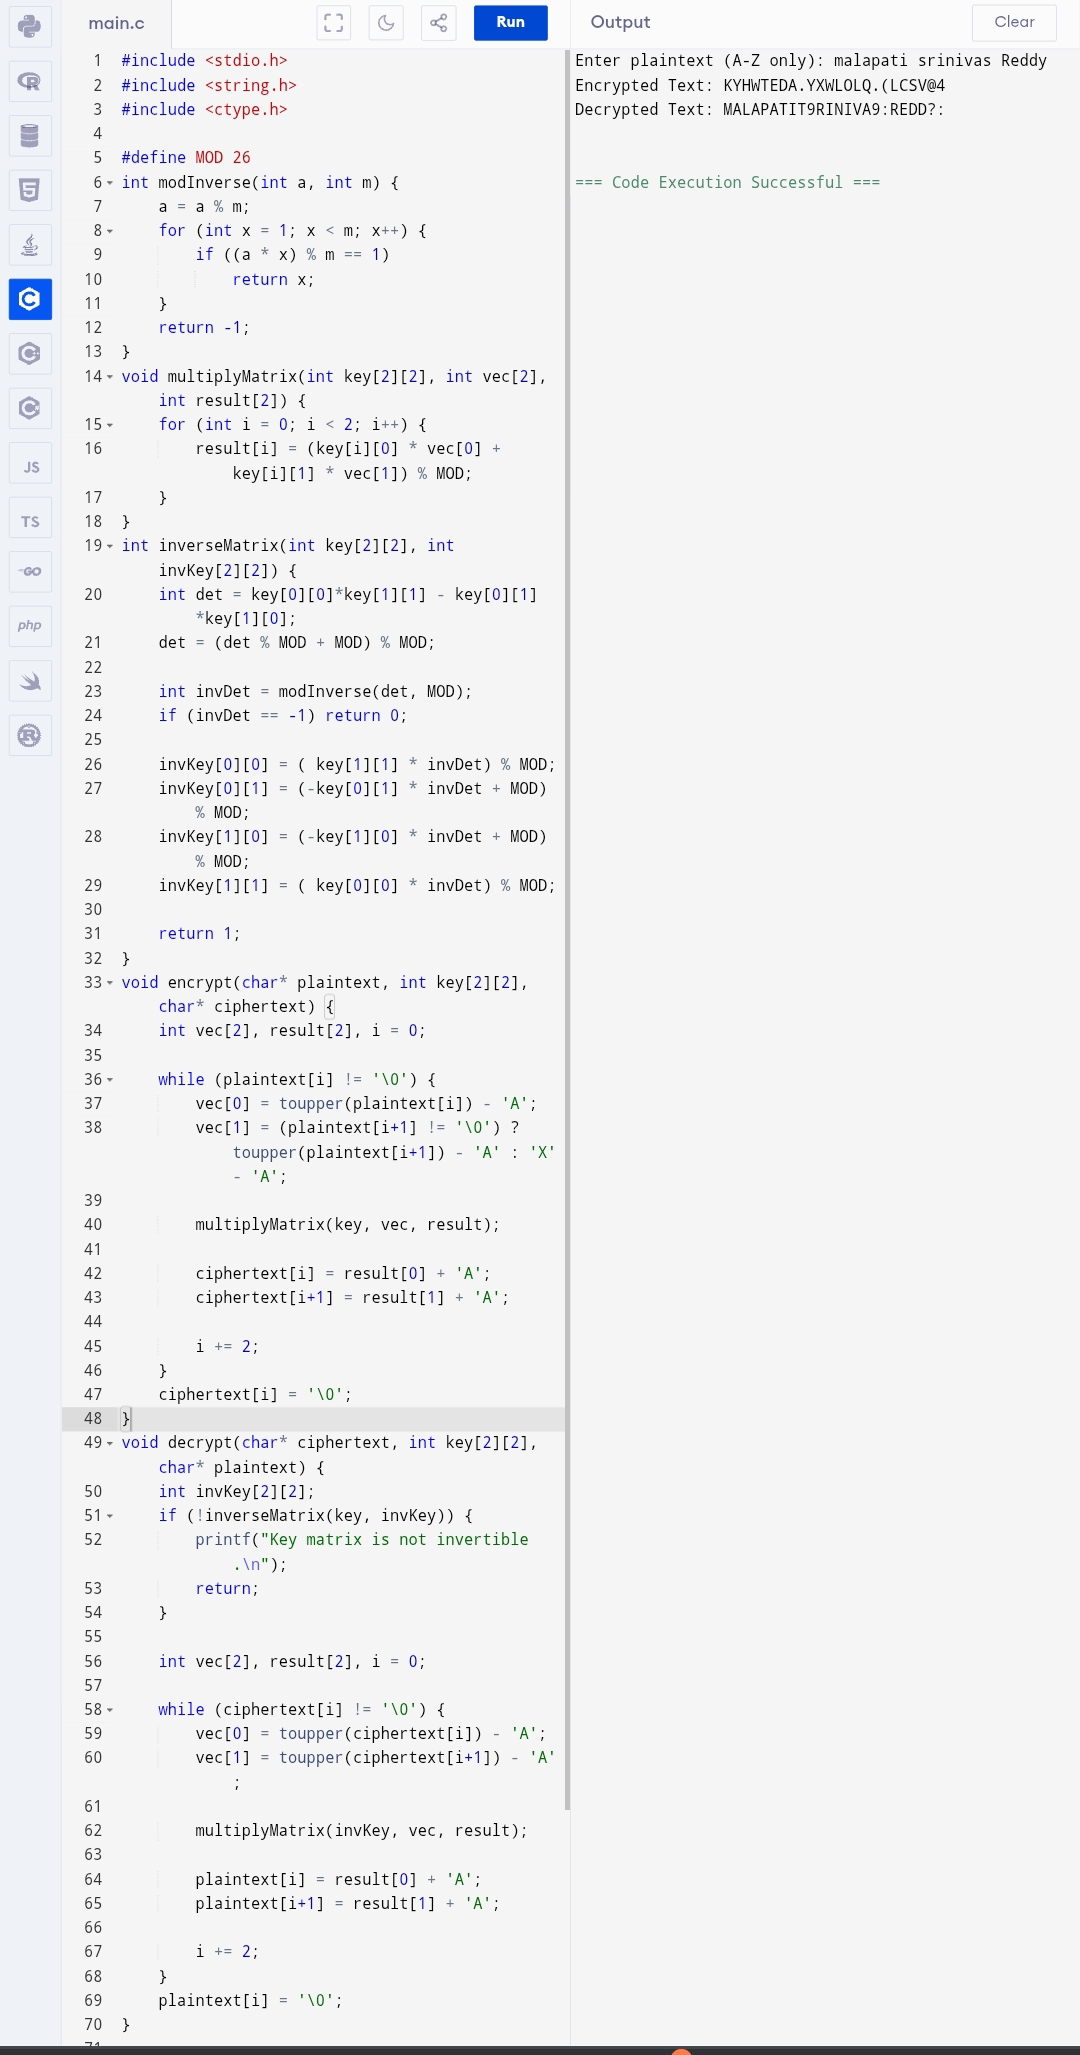 main.c
Run
Output
Clear
1 #include <stdio.h>
2 #include <string.h>
3 #include <ctype.h>
4
5 #define MOD 26
6 int modInverse(int a, int m) {
7     a = a % m;
8     for (int x = 1; x < m; x++) {
9         if ((a * x) % m == 1)
10             return x;
11     }
12     return -1;
13 }
14 void multiplyMatrix(int key[2][2], int vec[2],
    int result[2]) {
15     for (int i = 0; i < 2; i++) {
16         result[i] = (key[i][0] * vec[0] +
            key[i][1] * vec[1]) % MOD;
17     }
18 }
19 int inverseMatrix(int key[2][2], int
    invKey[2][2]) {
20     int det = key[0][0]*key[1][1] - key[0][1]
        *key[1][0];
21     det = (det % MOD + MOD) % MOD;
22
23     int invDet = modInverse(det, MOD);
24     if (invDet == -1) return 0;
25
26     invKey[0][0] = ( key[1][1] * invDet) % MOD;
27     invKey[0][1] = (-key[0][1] * invDet + MOD)
        % MOD;
28     invKey[1][0] = (-key[1][0] * invDet + MOD)
        % MOD;
29     invKey[1][1] = ( key[0][0] * invDet) % MOD;
30
31     return 1;
32 }
33 void encrypt(char* plaintext, int key[2][2],
    char* ciphertext) {
34     int vec[2], result[2], i = 0;
35
36     while (plaintext[i] != '\0') {
37         vec[0] = toupper(plaintext[i]) - 'A';
38         vec[1] = (plaintext[i+1] != '\0') ?
            toupper(plaintext[i+1]) - 'A' : 'X'
            - 'A';
39
40         multiplyMatrix(key, vec, result);
41
42         ciphertext[i] = result[0] + 'A';
43         ciphertext[i+1] = result[1] + 'A';
44
45         i += 2;
46     }
47     ciphertext[i] = '\0';
48 }
49 void decrypt(char* ciphertext, int key[2][2],
    char* plaintext) {
50     int invKey[2][2];
51     if (!inverseMatrix(key, invKey)) {
52         printf("Key matrix is not invertible
            .\n");
53         return;
54     }
55
56     int vec[2], result[2], i = 0;
57
58     while (ciphertext[i] != '\0') {
59         vec[0] = toupper(ciphertext[i]) - 'A';
60         vec[1] = toupper(ciphertext[i+1]) - 'A'
            ;
61
62         multiplyMatrix(invKey, vec, result);
63
64         plaintext[i] = result[0] + 'A';
65         plaintext[i+1] = result[1] + 'A';
66
67         i += 2;
68     }
69     plaintext[i] = '\0';
70 }
Enter plaintext (A-Z only): malapati srinivas Reddy
Encrypted Text: KYHWTEDA.YXWLOLQ.(LCSV@4
Decrypted Text: MALAPATIT9RINIVA9:REDD?:
=== Code Execution Successful ===
JS
TS
GO
php